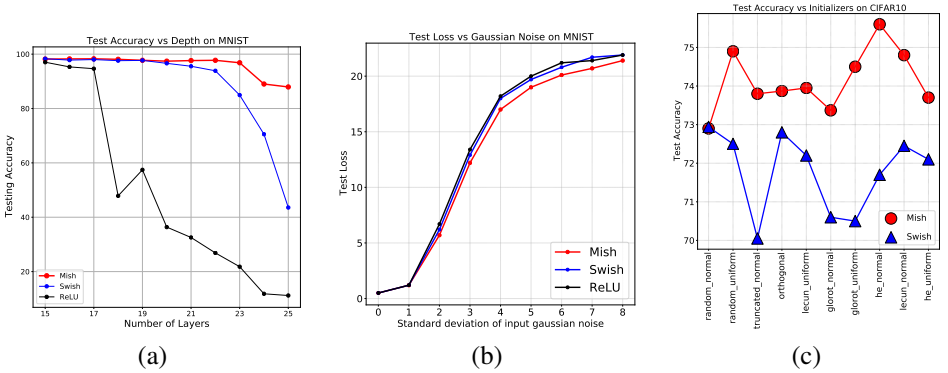 Test Accuracy vs Depth on MNIST
Testing Accuracy
100
80
60
40
20
Mish
Swish
ReLU
15
17
19
21
23
25
Number of Layers
(a)
Test Loss vs Gaussian Noise on MNIST
Test Loss
20
15
10
5
0
Mish
Swish
ReLU
0
1
2
3
4
5
6
7
8
Standard deviation of input gaussian noise
(b)
Test Accuracy vs Initializers on CIFAR10
Test Accuracy
75
74
73
72
71
70
Mish
Swish
random_normal
random_uniform
truncated_normal
orthogonal
lecun_uniform
glorot_normal
glorot_uniform
he_normal
lecun_normal
he_uniform
(c)